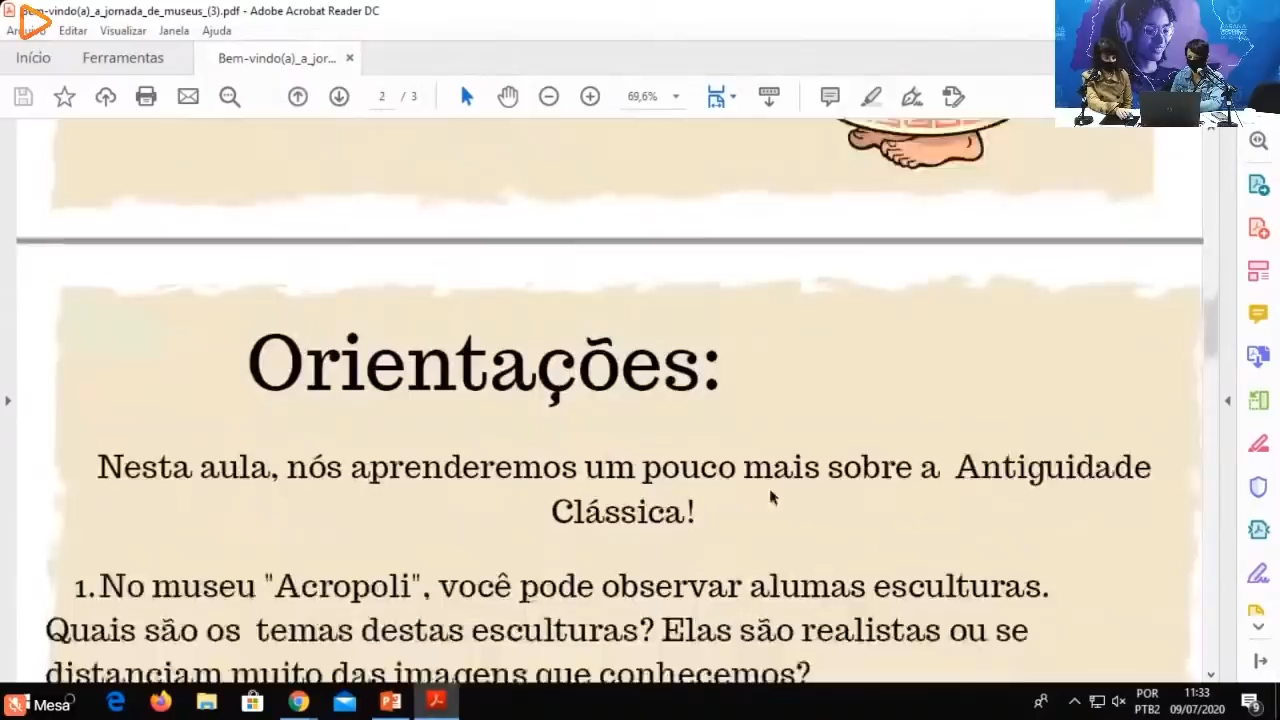 Bem-vindo(a)_a_jornada_de_museus_(3).pdf - Adobe Acrobat Reader DC
Arquivo Editar Visualizar Janela Ajuda
Início Ferramentas Bem-vindo(a)_a_jor... ×
2 / 3 69,6%
Orientações:
Nesta aula, nós aprenderemos um pouco mais sobre a Antiguidade
Clássica!
1.No museu "Acropoli", você pode observar alumas esculturas.
Quais são os temas destas esculturas? Elas são realistas ou se
distanciam muito das imagens que conhecemos?
Mesa
POR 11:33
PTB2 09/07/2020
9